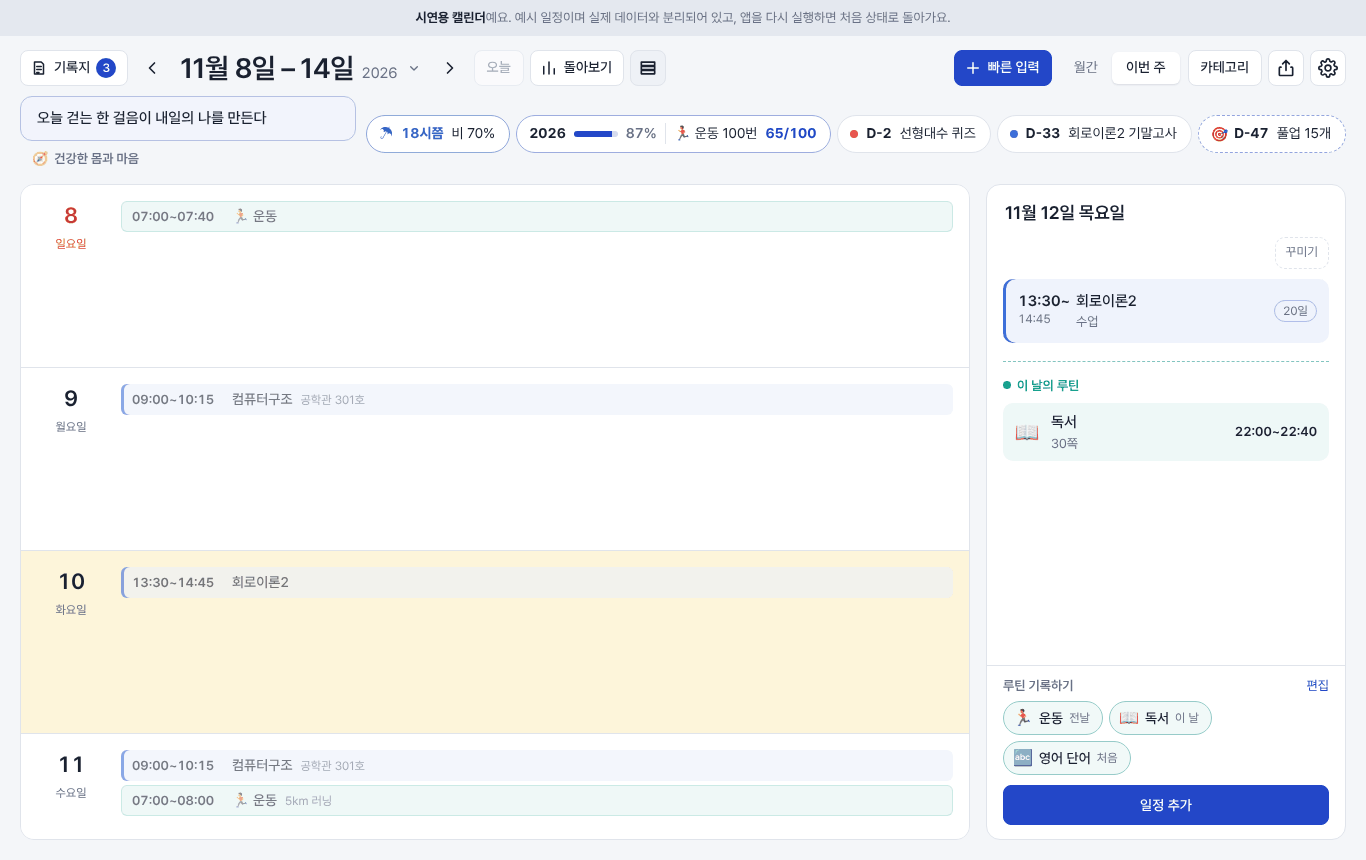 시연용 캘린더예요. 예시 일정이며 실제 데이터와 분리되어 있고, 앱을 다시 실행하면 처음 상태로 돌아가요.
기록지 3
11월 8일 – 14일 2026
오늘
돌아보기
빠른 입력
월간
이번 주
카테고리
오늘 걷는 한 걸음이 내일의 나를 만든다
건강한 몸과 마음
18시쯤 비 70%
2026 87% 운동 100번 65/100
D-2 선형대수 퀴즈
D-33 회로이론2 기말고사
D-47 풀업 15개
8
일요일
07:00~07:40 운동
9
월요일
09:00~10:15 컴퓨터구조 공학관 301호
10
화요일
13:30~14:45 회로이론2
11
수요일
09:00~10:15 컴퓨터구조 공학관 301호
07:00~08:00 운동 5km 러닝
11월 12일 목요일
꾸미기
13:30~ 회로이론2
14:45 수업
20일
이 날의 루틴
독서
30쪽
22:00~22:40
루틴 기록하기
편집
운동 전날
독서 이 날
abc 영어 단어 처음
일정 추가